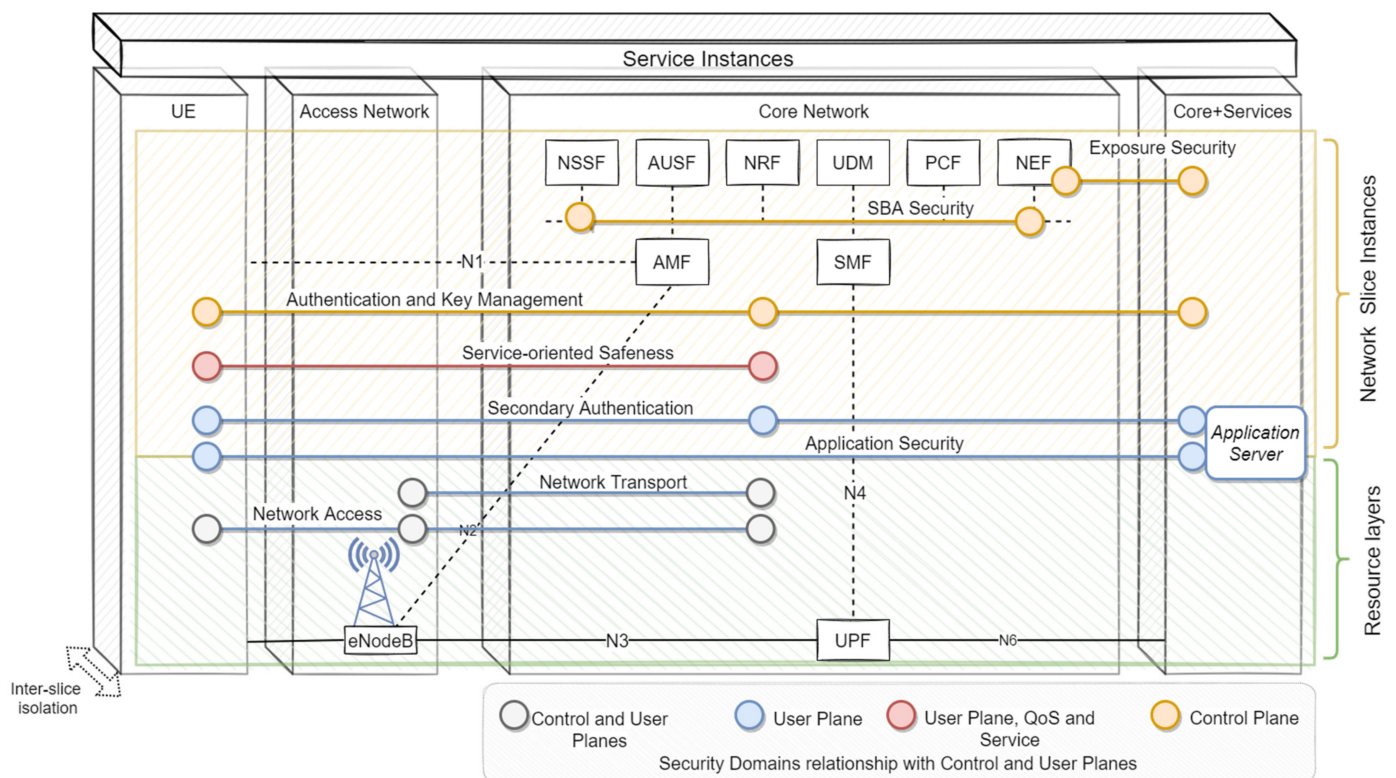 Service Instances
UE
Access Network
Core Network
Core+Services
NSSF
AUSF
NRF
UDM
PCF
NEF
Exposure Security
SBA Security
N1
AMF
SMF
Authentication and Key Management
Service-oriented Safeness
Secondary Authentication
Application Security
Application
Server
Network Transport
N4
Network Access
N2
eNodeB
N3
UPF
N6
Network Slice Instances
Resource layers
Inter-slice
isolation
Control and User
Planes
User Plane
User Plane, QoS and
Service
Control Plane
Security Domains relationship with Control and User Planes